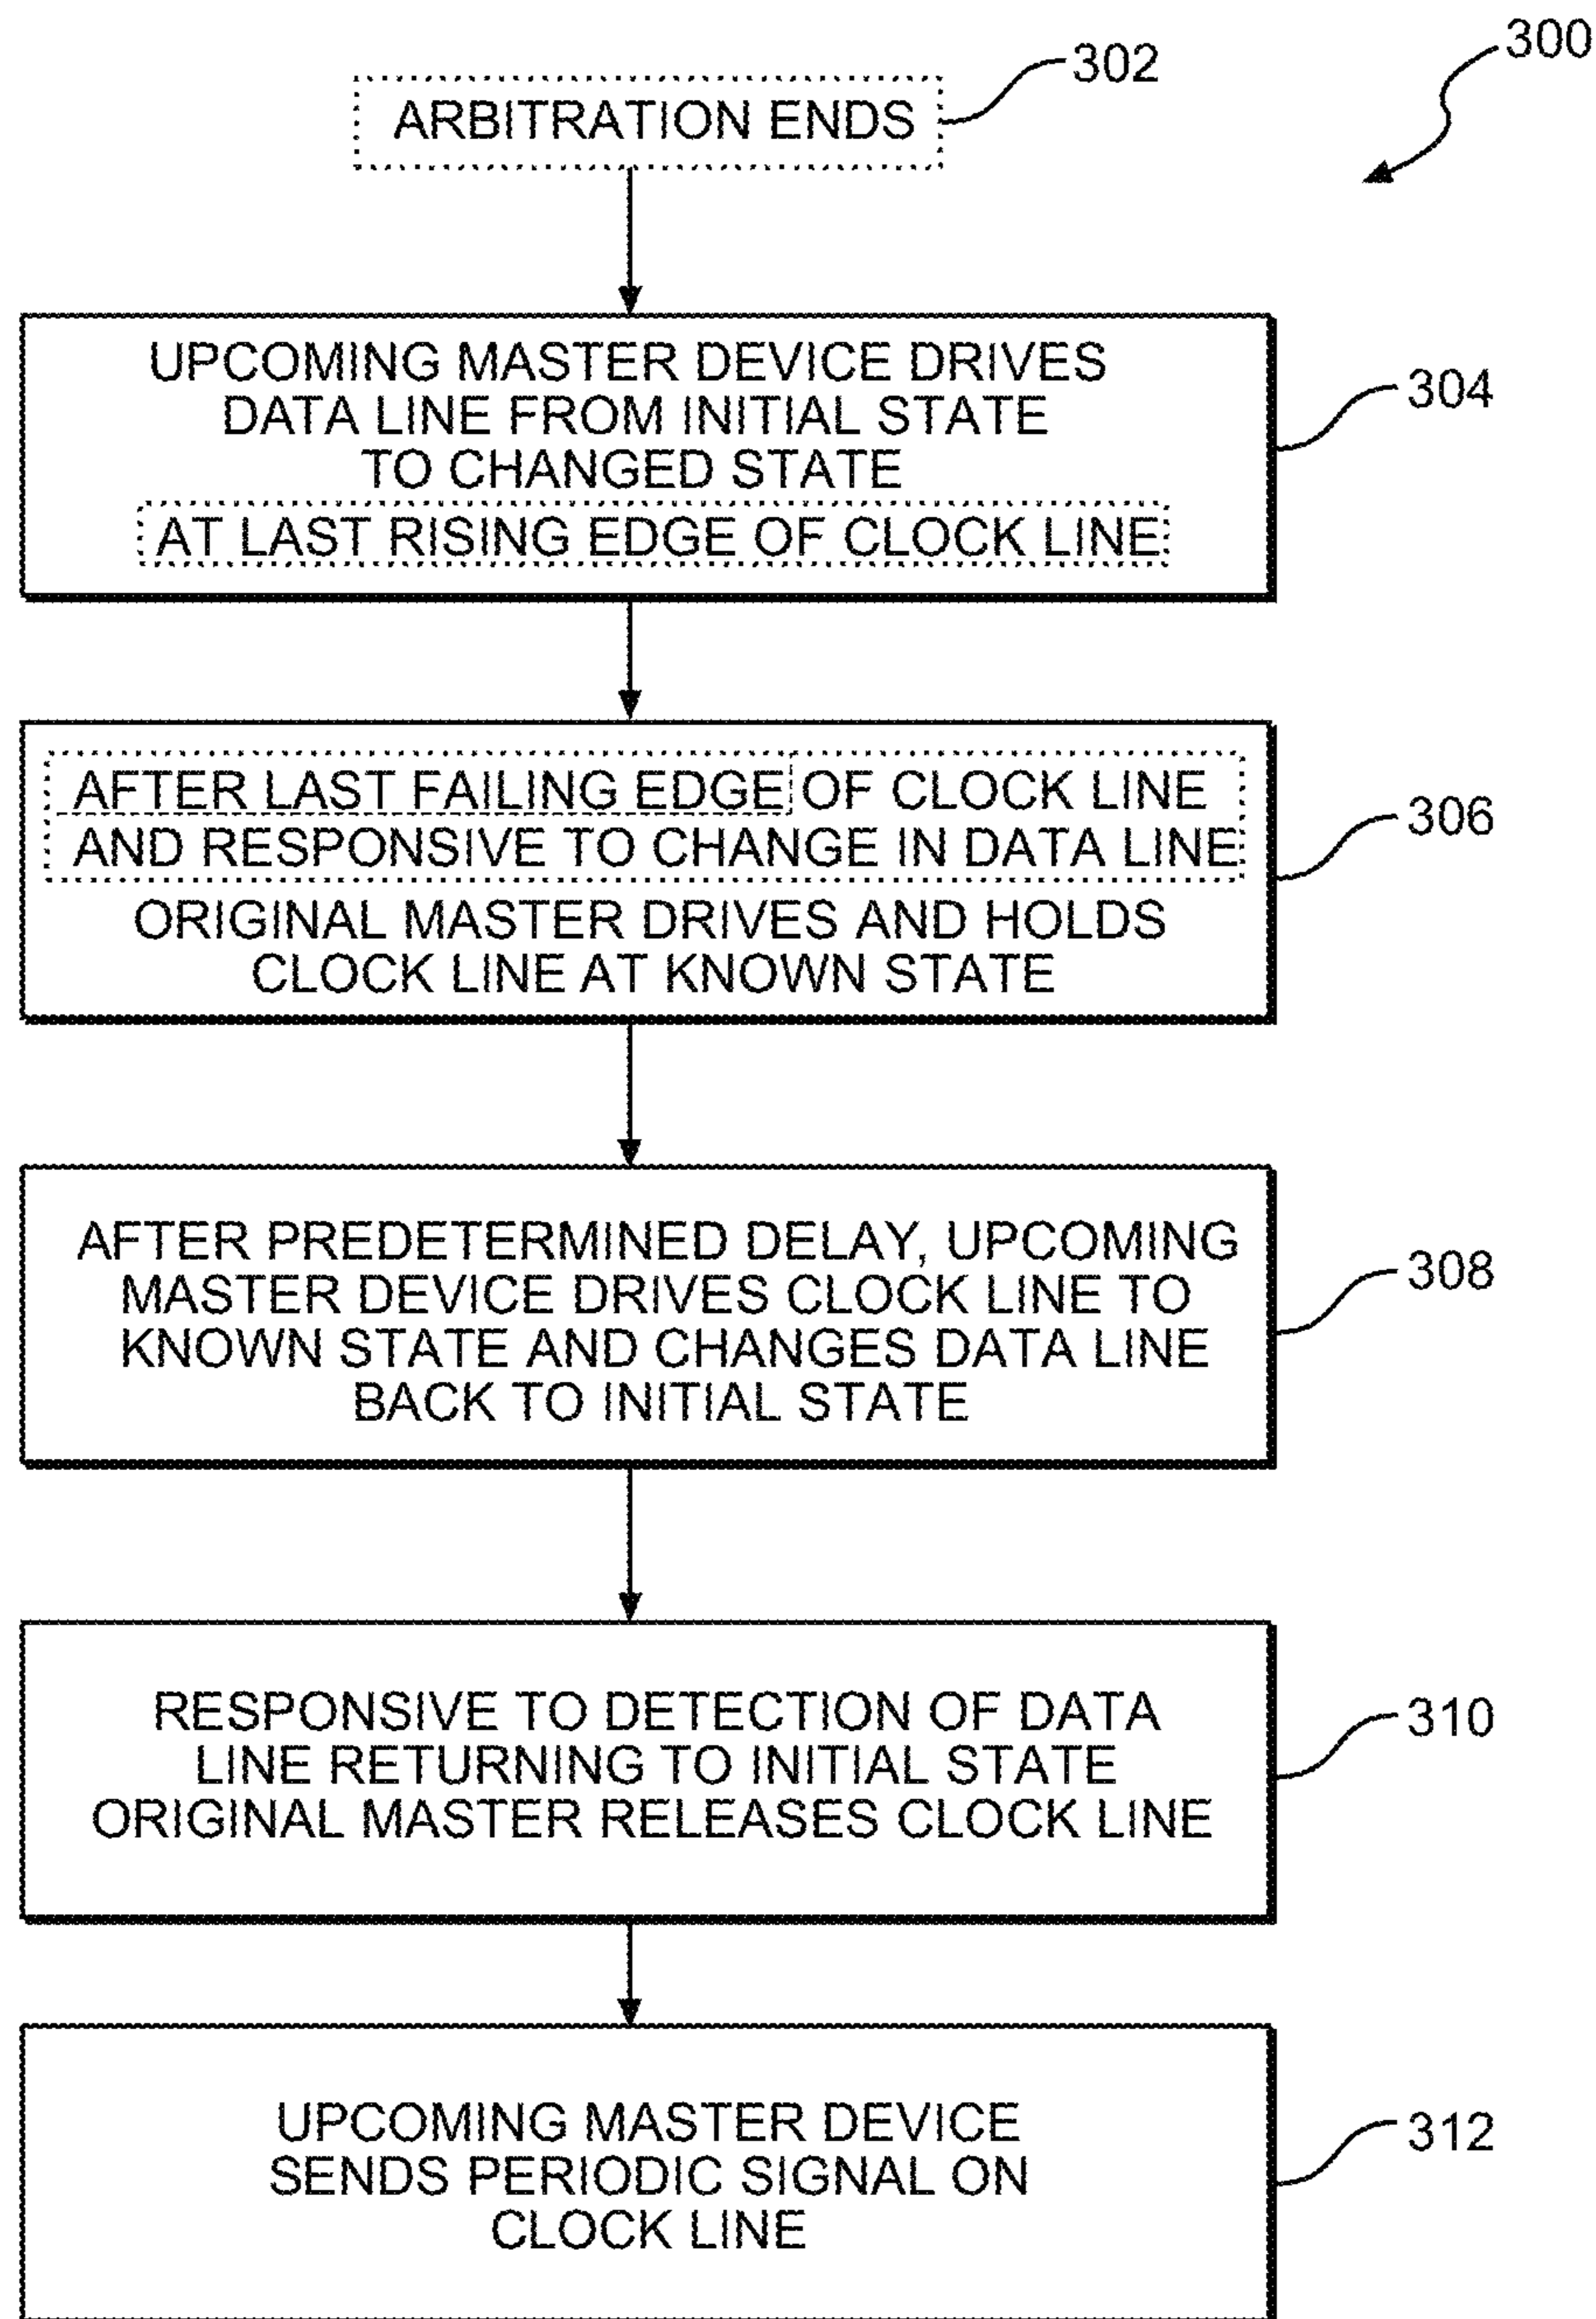 300
302
ARBITRATION ENDS
UPCOMING MASTER DEVICE DRIVES
DATA LINE FROM INITIAL STATE
TO CHANGED STATE
AT LAST RISING EDGE OF CLOCK LINE
304
AFTER LAST FAILING EDGE OF CLOCK LINE
AND RESPONSIVE TO CHANGE IN DATA LINE
ORIGINAL MASTER DRIVES AND HOLDS
CLOCK LINE AT KNOWN STATE
306
AFTER PREDETERMINED DELAY, UPCOMING
MASTER DEVICE DRIVES CLOCK LINE TO
KNOWN STATE AND CHANGES DATA LINE
BACK TO INITIAL STATE
308
RESPONSIVE TO DETECTION OF DATA
LINE RETURNING TO INITIAL STATE
ORIGINAL MASTER RELEASES CLOCK LINE
310
UPCOMING MASTER DEVICE
SENDS PERIODIC SIGNAL ON
CLOCK LINE
312